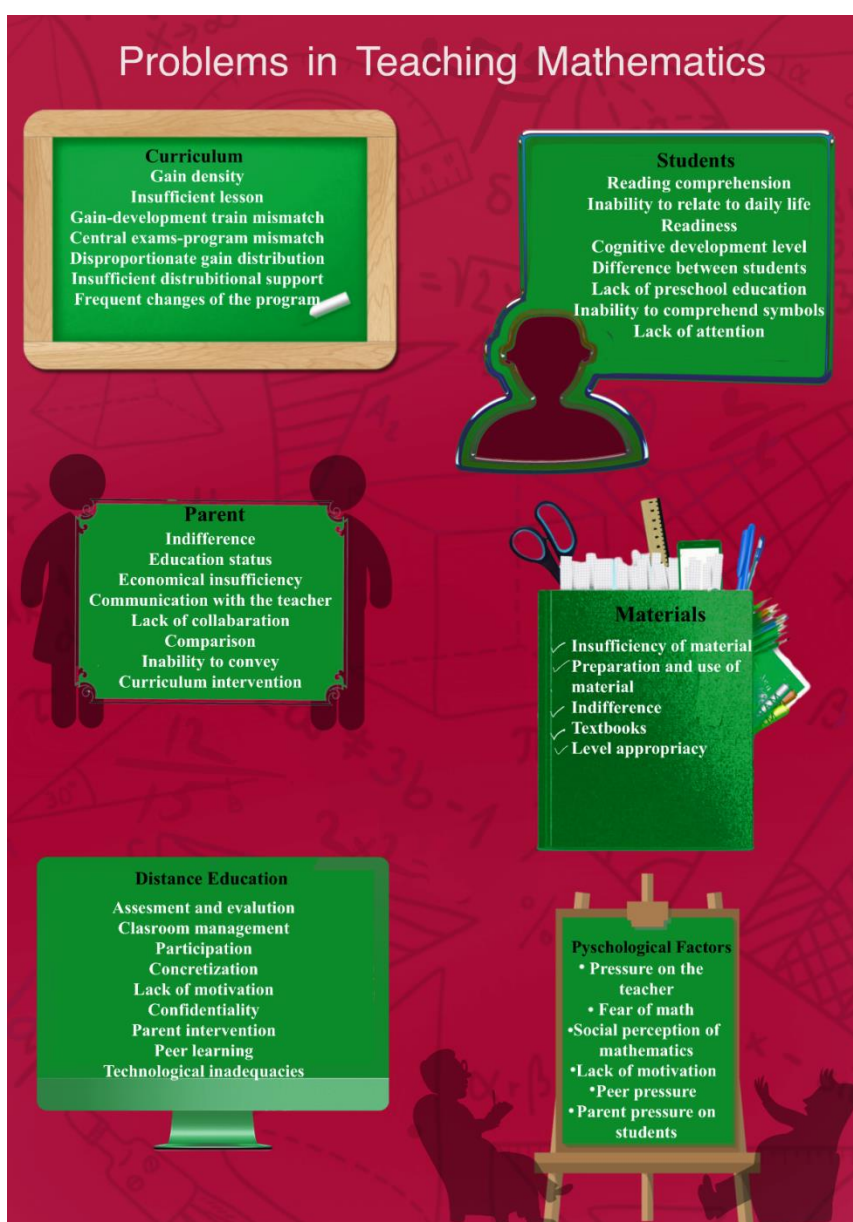 Problems in Teaching Mathematics
Curriculum
Gain density
Insufficient lesson
Gain-development train mismatch
Central exams-program mismatch
Disproportionate gain distribution
Insufficient distrubitional support
Frequent changes of the program
Students
Reading comprehension
Inability to relate to daily life
Readiness
Cognitive development level
Difference between students
Lack of preschool education
Inability to comprehend symbols
Lack of attention
Parent
Indifference
Education status
Economical insufficiency
Communication with the teacher
Lack of collabaration
Comparison
Inability to convey
Curriculum intervention
Materials
✓ Insufficiency of material
✓ Preparation and use of
material
✓ Indifference
✓ Textbooks
✓ Level appropriacy
Distance Education
Assesment and evalution
Clasroom management
Participation
Concretization
Lack of motivation
Confidentiality
Parent intervention
Peer learning
Technological inadequacies
Pyschological Factors
• Pressure on the
teacher
• Fear of math
•Social perception of
mathematics
•Lack of motivation
•Peer pressure
•Parent pressure on
students